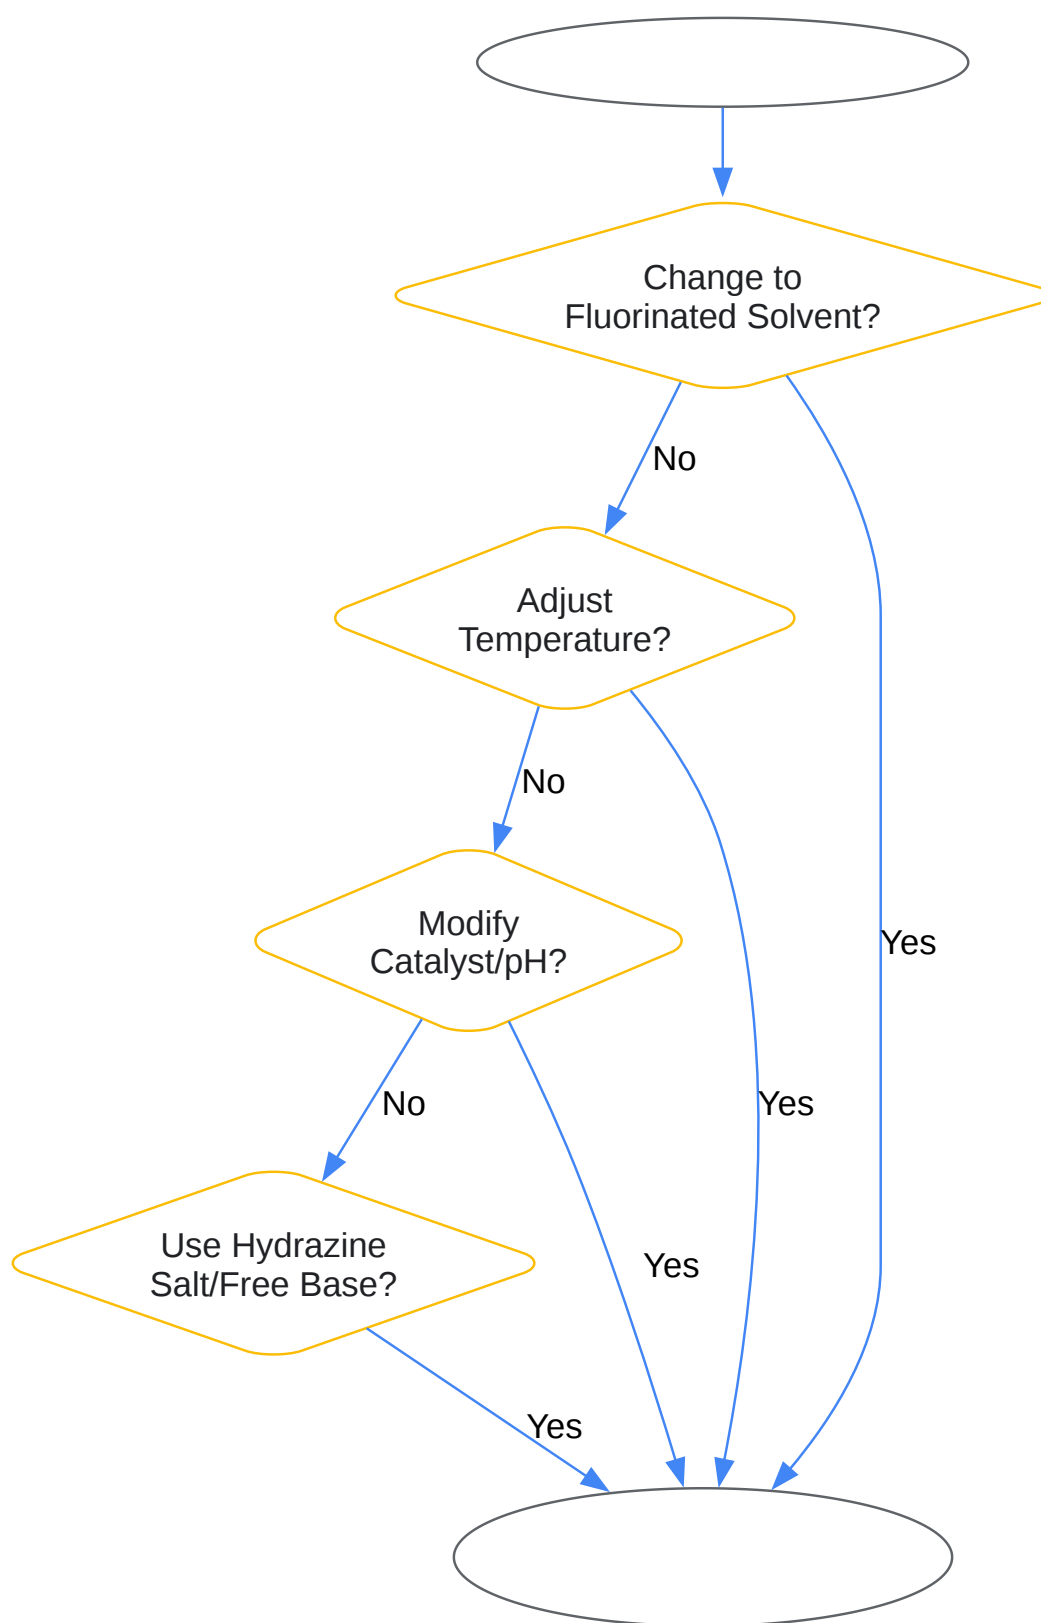 Change to
Fluorinated Solvent?
No
Adjust
Temperature?
No
Modify
Catalyst/pH?
Yes
No
Yes
Use Hydrazine
Salt/Free Base?
Yes
Yes